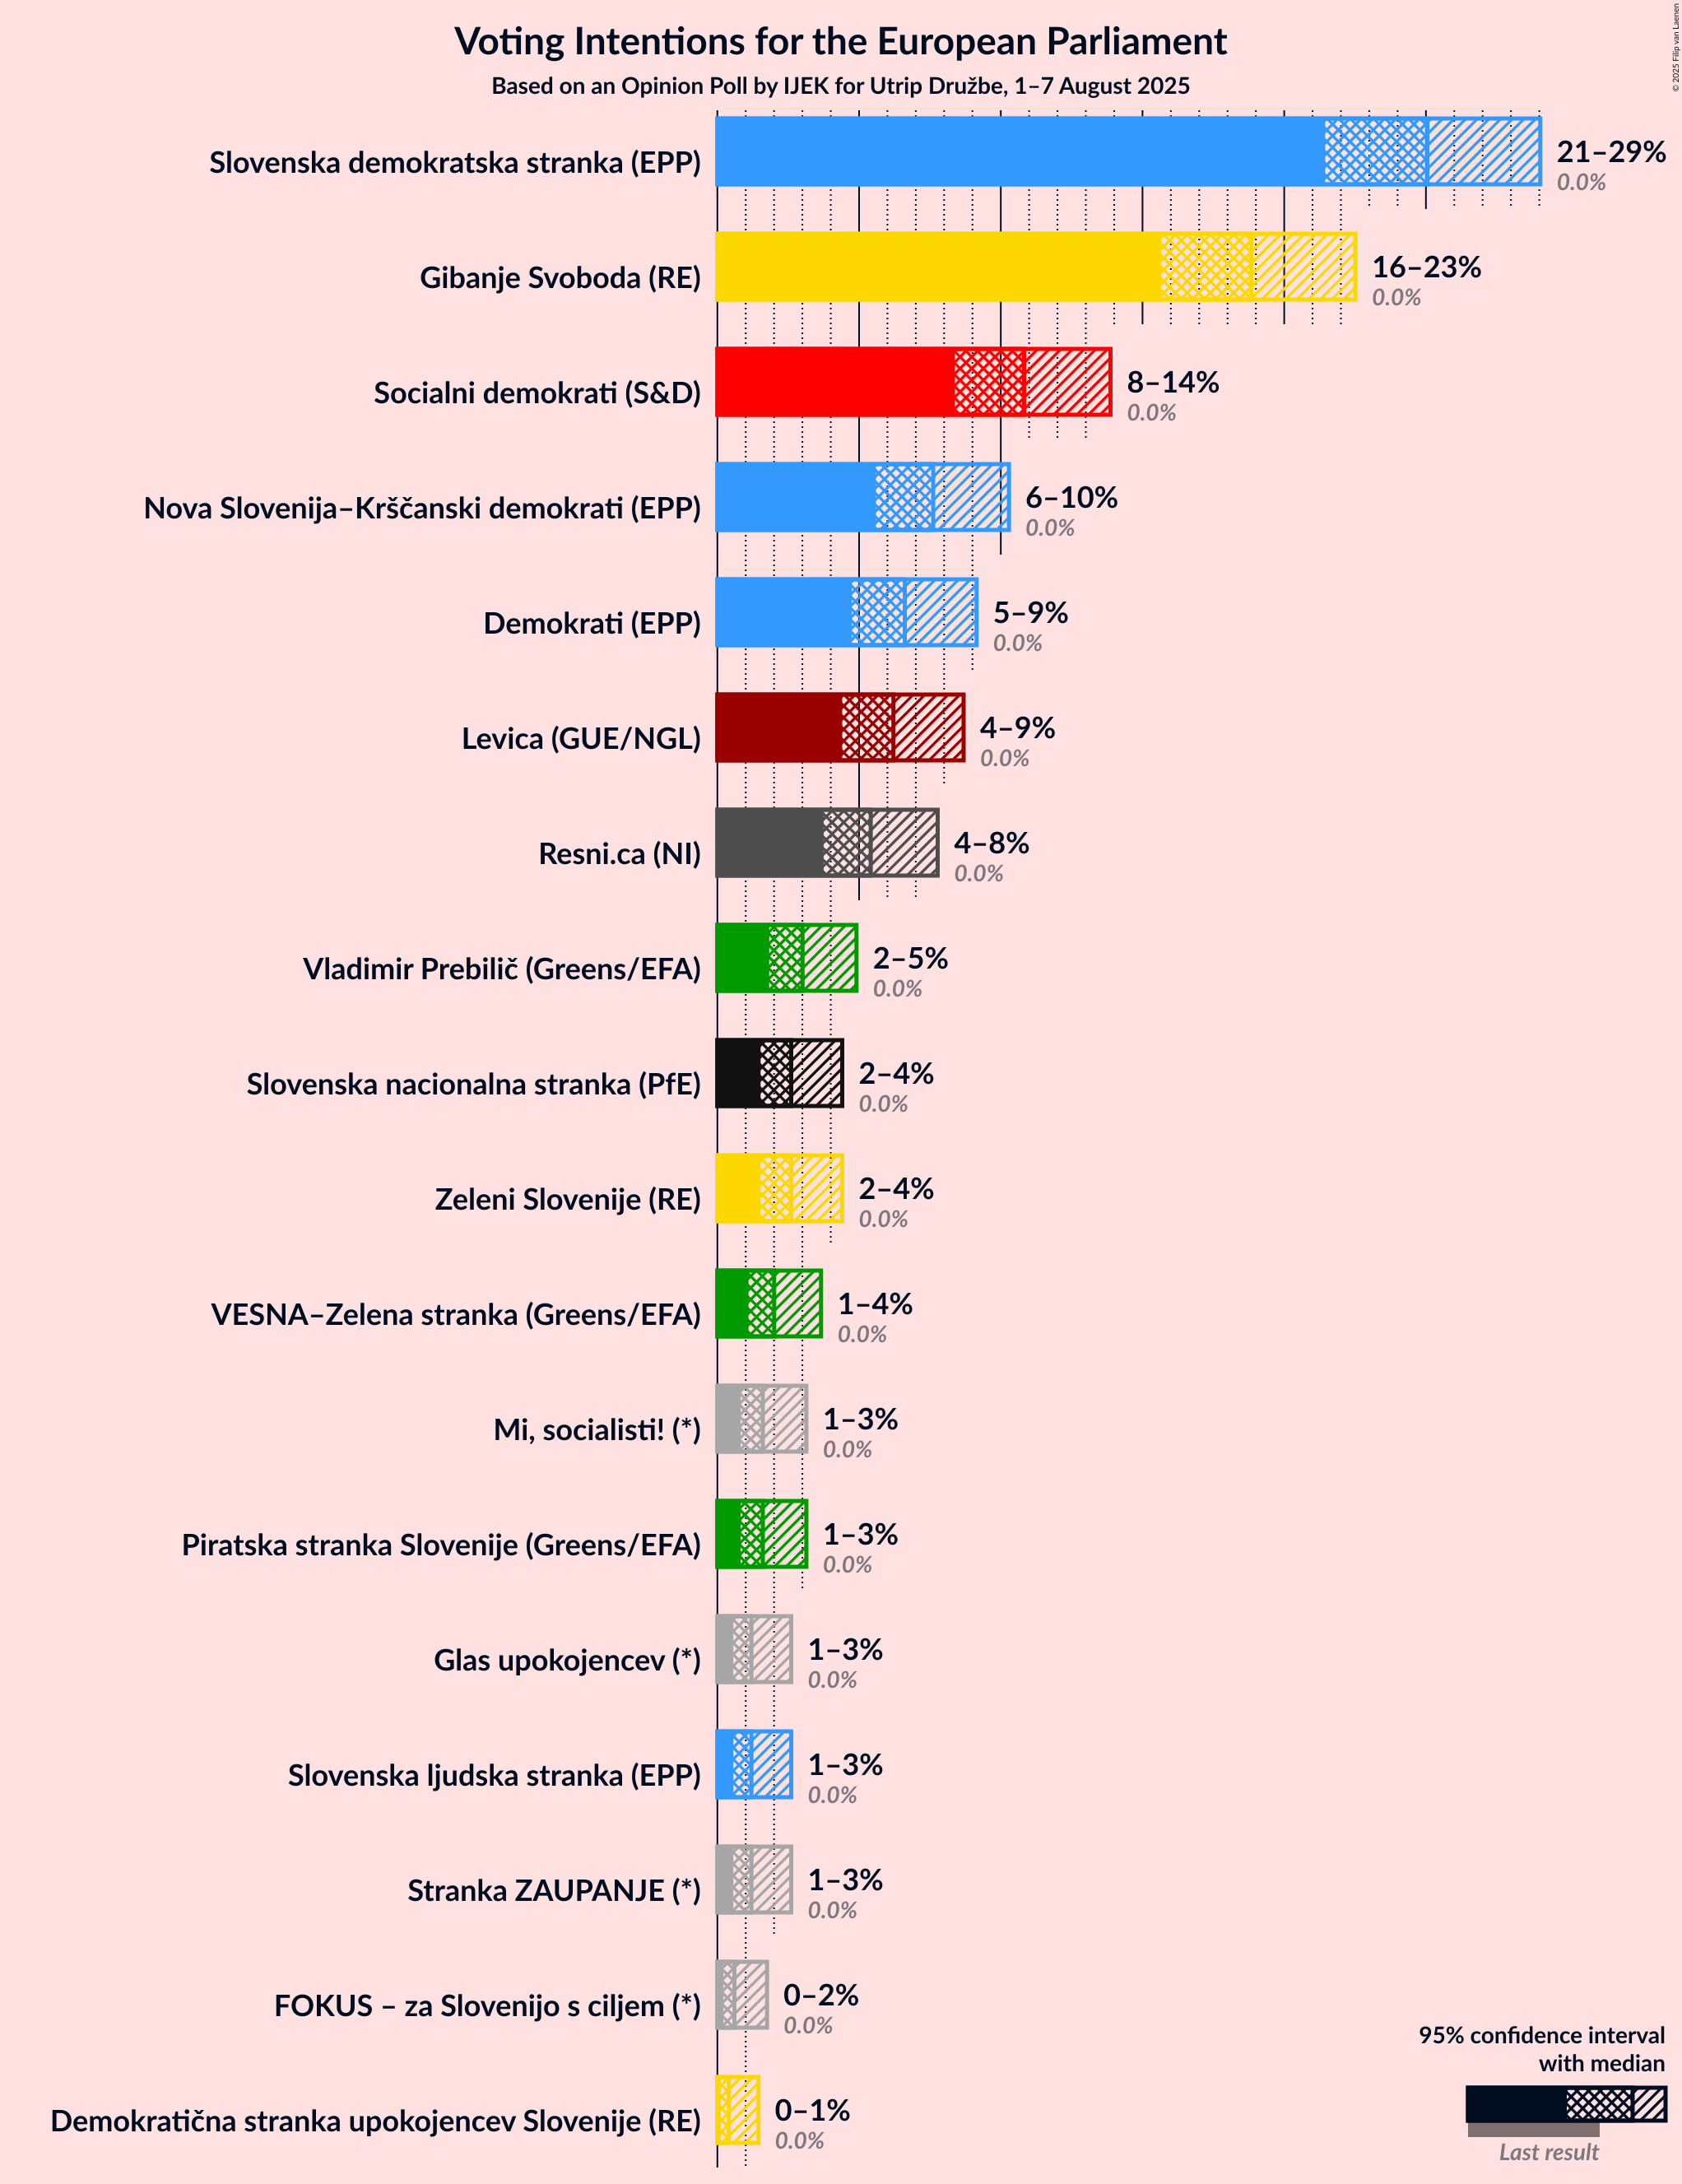 Voting Intentions for the European Parliament
Based on an Opinion Poll by IJEK for Utrip Družbe, 1–7 August 2025
© 2025 Filip van Laenen
Slovenska demokratska stranka (EPP)
21–29%
0.0%
Gibanje Svoboda (RE)
16–23%
0.0%
Socialni demokrati (S&D)
8–14%
0.0%
Nova Slovenija–Krščanski demokrati (EPP)
6–10%
0.0%
Demokrati (EPP)
5–9%
0.0%
Levica (GUE/NGL)
4–9%
0.0%
Resni.ca (NI)
4–8%
0.0%
Vladimir Prebilič (Greens/EFA)
2–5%
0.0%
Slovenska nacionalna stranka (PfE)
2–4%
0.0%
Zeleni Slovenije (RE)
2–4%
0.0%
VESNA–Zelena stranka (Greens/EFA)
1–4%
0.0%
Mi, socialisti! (*)
1–3%
0.0%
Piratska stranka Slovenije (Greens/EFA)
1–3%
0.0%
Glas upokojencev (*)
1–3%
0.0%
Slovenska ljudska stranka (EPP)
1–3%
0.0%
Stranka ZAUPANJE (*)
1–3%
0.0%
FOKUS – za Slovenijo s ciljem (*)
0–2%
0.0%
Demokratična stranka upokojencev Slovenije (RE)
0–1%
0.0%
95% confidence interval
with median
Last result